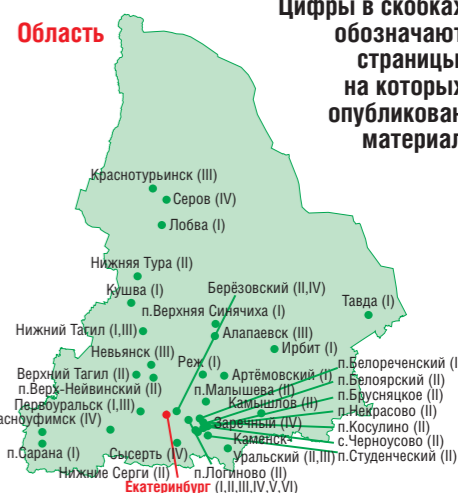 Область
Цифры в скобках
обозначают
страницы
на которых
опубликован
материал
Краснотурьинск (III)
Серов (IV)
Лобва (I)
Нижняя Тура (II)
Кушва (I)
Берёзовский (II,IV)
п.Верхняя Синячиха (I)
Тавда (I)
Нижний Тагил (I,III)
Алапаевск (III)
Ирбит (I)
Невьянск (III)
Реж (I)
Верхний Тагил (II)
Артёмовский (I)
п.Верх-Нейвинский (II)
п.Малышева (II)
Первоуральск (I,III)
Камышлов (II)
асноуфимск (IV)
Заречный (IV)
п.Сарана (I)
Сысерть (IV)
Каменск-
Уральский (II,III)
Нижние Серги (II)
п.Логиново (II)
Екатеринбург (I,II,III,IV,V,VI)
п.Белореченский (I
п.Белоярский (II)
п.Брусняцкое (II)
п.Некрасово (II)
п.Косулино (II)
с.Черноусово (II)
п.Студенческий (II)